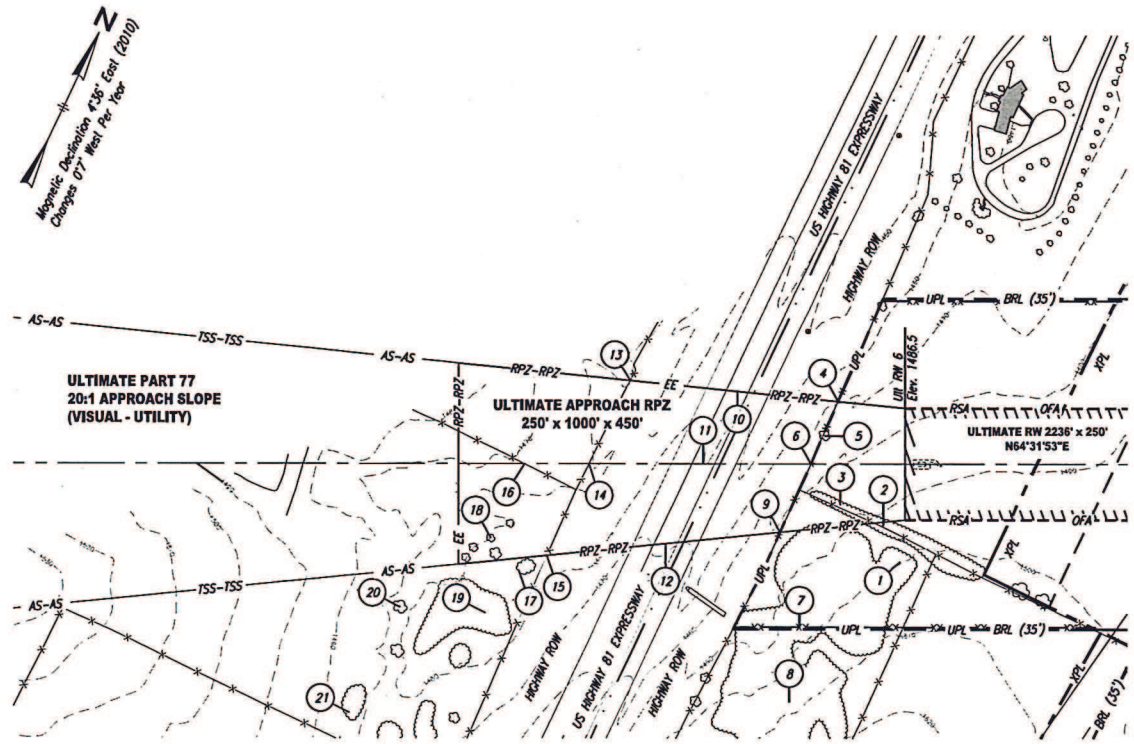 N
Magnetic Declination 4°36' East (2010)
Changes 0'7' West Per Year
AS-AS
TSS-TSS
AS-AS
RPZ-RPZ
EE
RPZ-RPZ
ULTIMATE PART 77
20:1 APPROACH SLOPE
(VISUAL - UTILITY)
RPZ-RPZ
EE
ULTIMATE APPROACH RPZ
250' x 1000' x 450'
US HIGHWAY 81 EXPRESSWAY
HIGHWAY ROW
UPL
BRL (35')
XPL
Ult RW 6
Elev. 1486.5
RSA
OFA
ULTIMATE RW 2236' x 250'
N64°31'53"E
RSA
OFA
UPL
13
4
10
11
5
6
3
2
16
14
18
9
1
RPZ-RPZ
RPZ-RPZ
AS-AS
TSS-TSS
AS-AS
20
19
17
15
12
7
UPL
UPL
BRL (35')
XPL
XPL
BRL (35')
8
21
HIGHWAY ROW
US HIGHWAY 81 EXPRESSWAY
HIGHWAY ROW